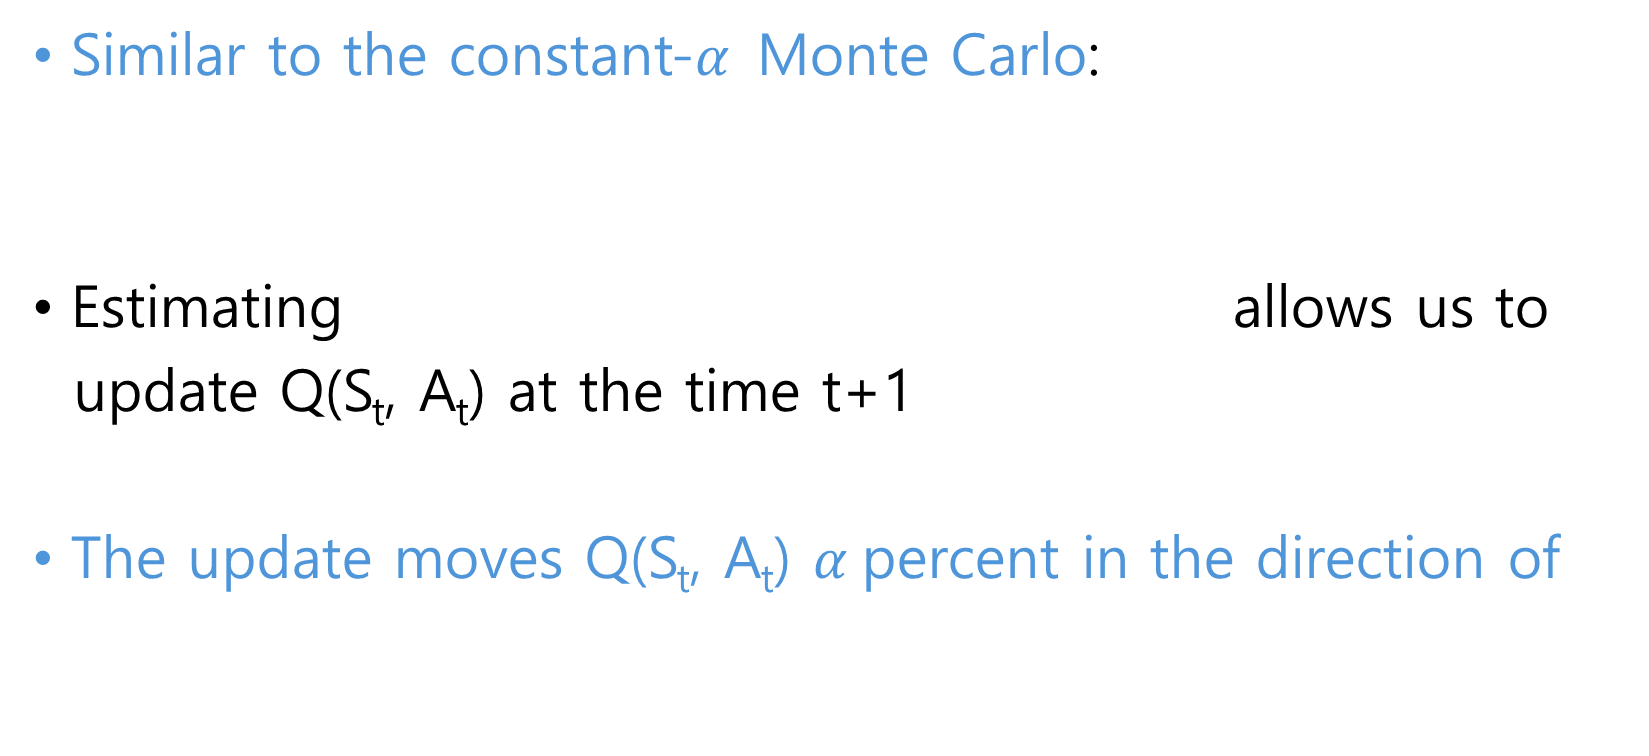 • Similar to the constant-α Monte Carlo:
• Estimating allows us to
update Q(Sₜ, Aₜ) at the time t+1
• The update moves Q(Sₜ, Aₜ) α percent in the direction of